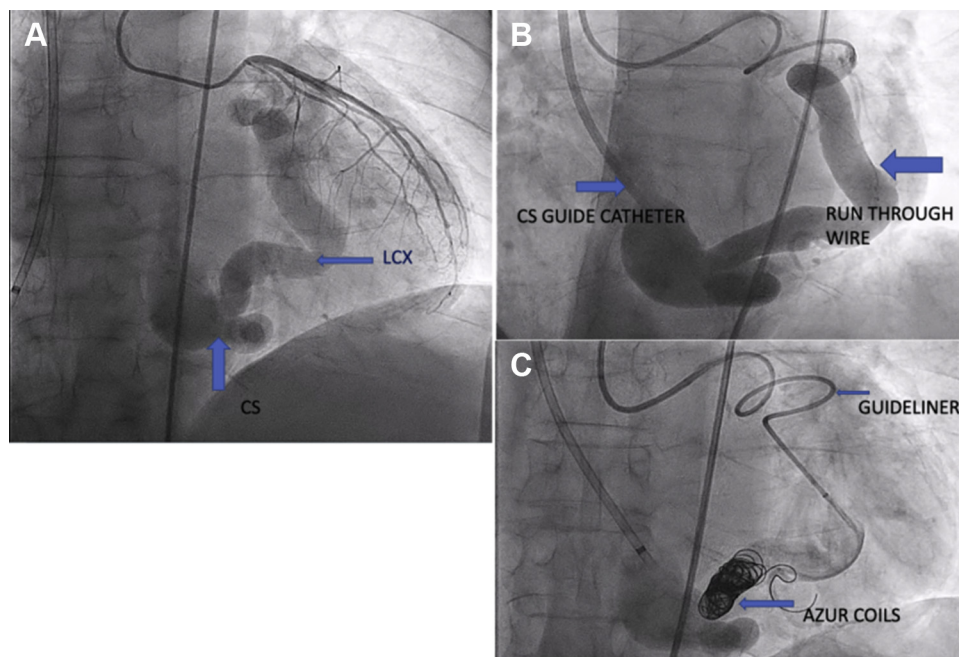 A
LCX
CS
B
CS GUIDE CATHETER
RUN THROUGH
WIRE
C
GUIDELINER
AZUR COILS